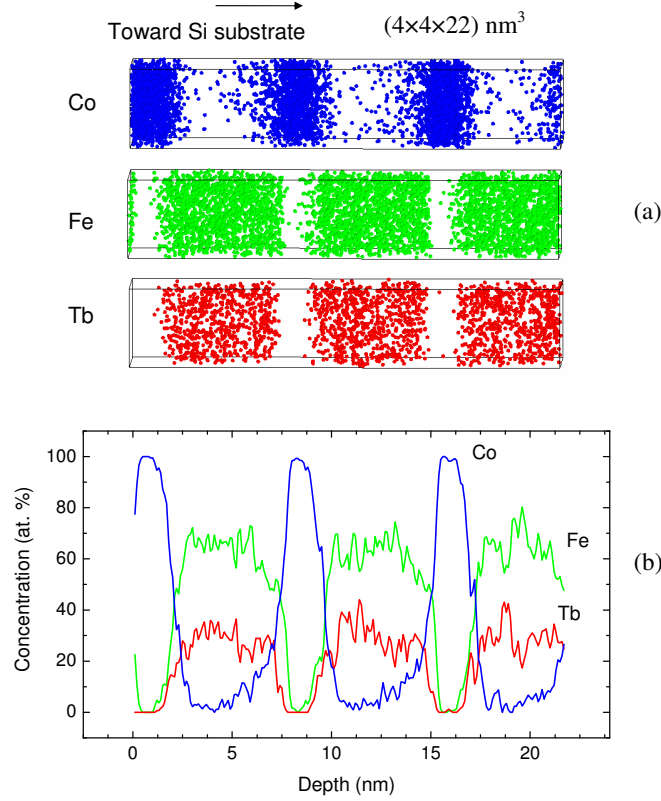 Toward Si substrate (4×4×22) nm³
Co
Fe
(a)
Tb
100
80
60
40
20
0
Concentration (at. %)
Co
Fe
Tb
(b)
0 5 10 15 20
Depth (nm)